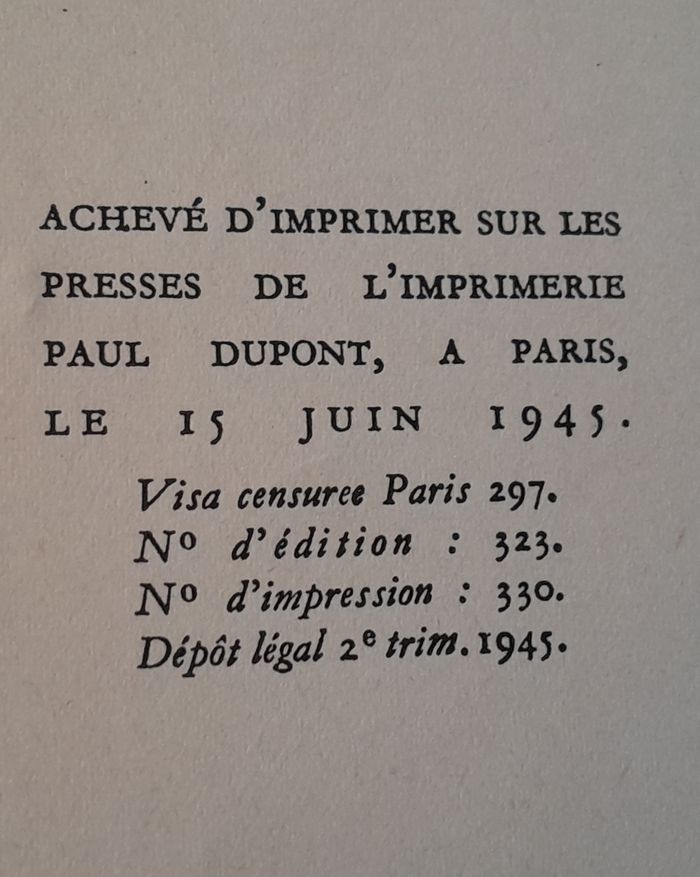 ACHEVÉ D'IMPRIMER SUR LES
PRESSES DE L'IMPRIMERIE
PAUL DUPONT, A PARIS,
LE 15 JUIN 1945.
Visa censuree Paris 297.
Nº d'édition : 323.
Nº d'impression : 330.
Dépôt légal 2e trim. 1945.